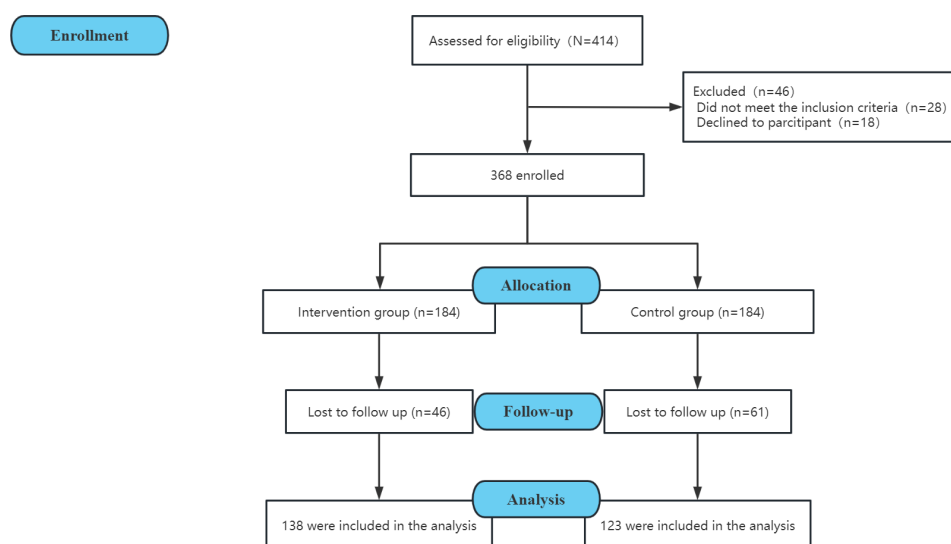 Enrollment
Assessed for eligibility（N=414）
Excluded（n=46）
Did not meet the inclusion criteria（n=28）
Declined to parcitipant（n=18）
368 enrolled
Allocation
Intervention group (n=184)
Control group (n=184)
Lost to follow up (n=46)
Follow-up
Lost to follow up (n=61)
Analysis
138 were included in the analysis
123 were included in the analysis